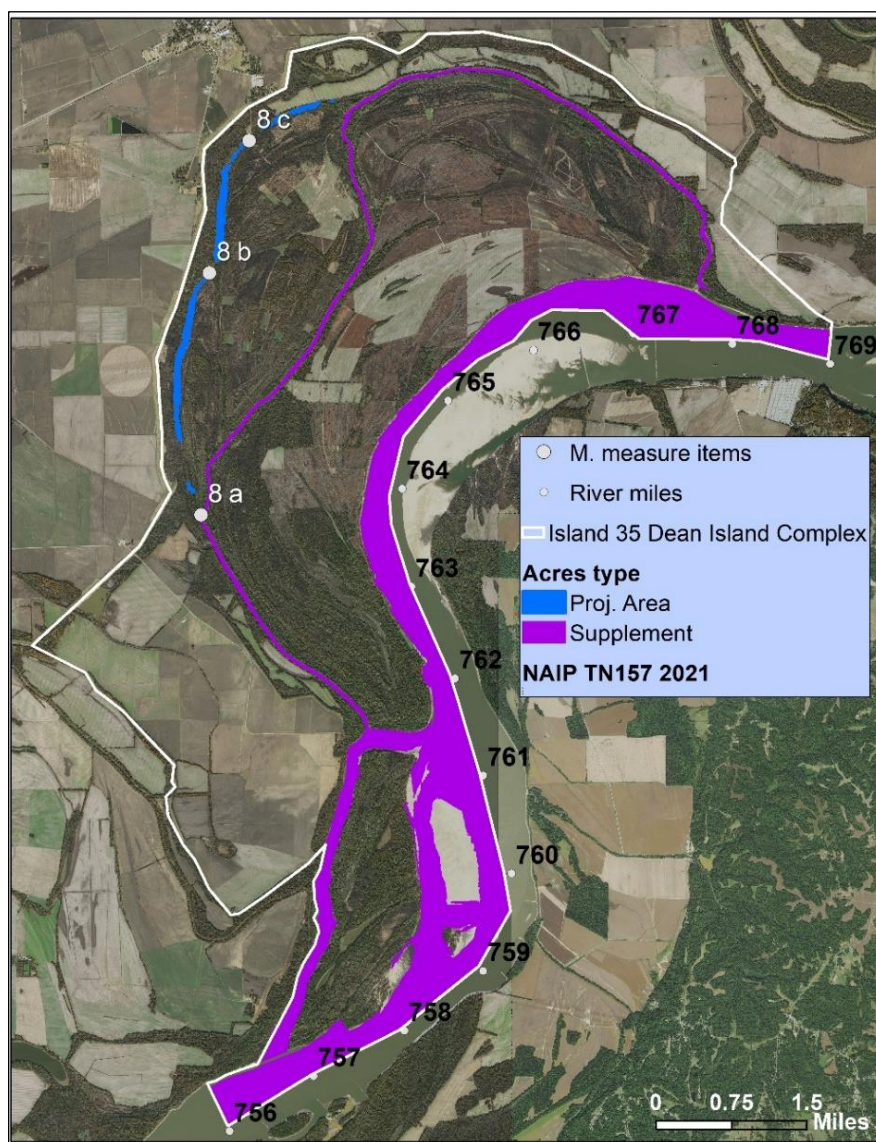 8 c
8 b
766
767
768
769
765
764
8 a
763
762
761
760
759
758
757
756
M. measure items
River miles
Island 35 Dean Island Complex
Acres type
Proj. Area
Supplement
NAIP TN157 2021
0 0.75 1.5
Miles